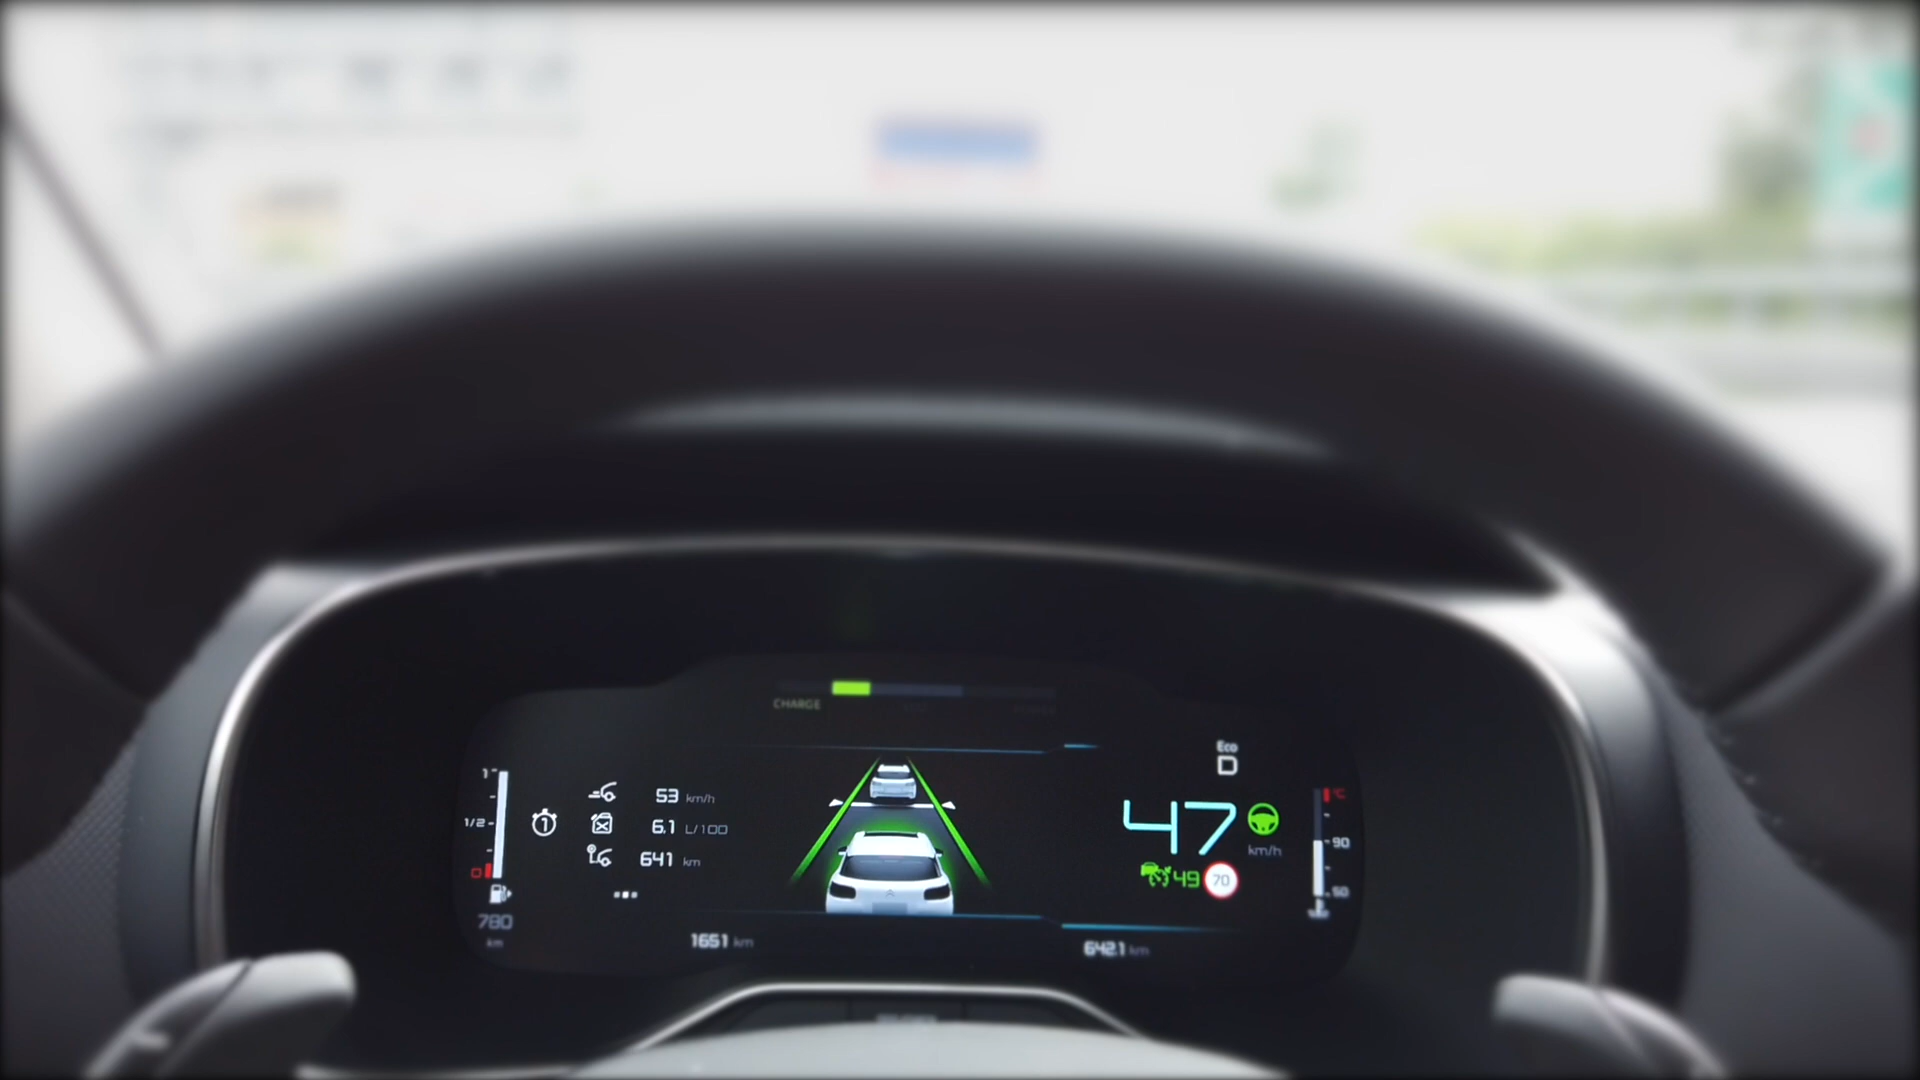 CHARGE
Eco
D
1
1/2
0
780
km
1
53 km/h
6.1 L/100
641 km
1651 km
47
km/h
49
70
642.1 km
°C
90
50